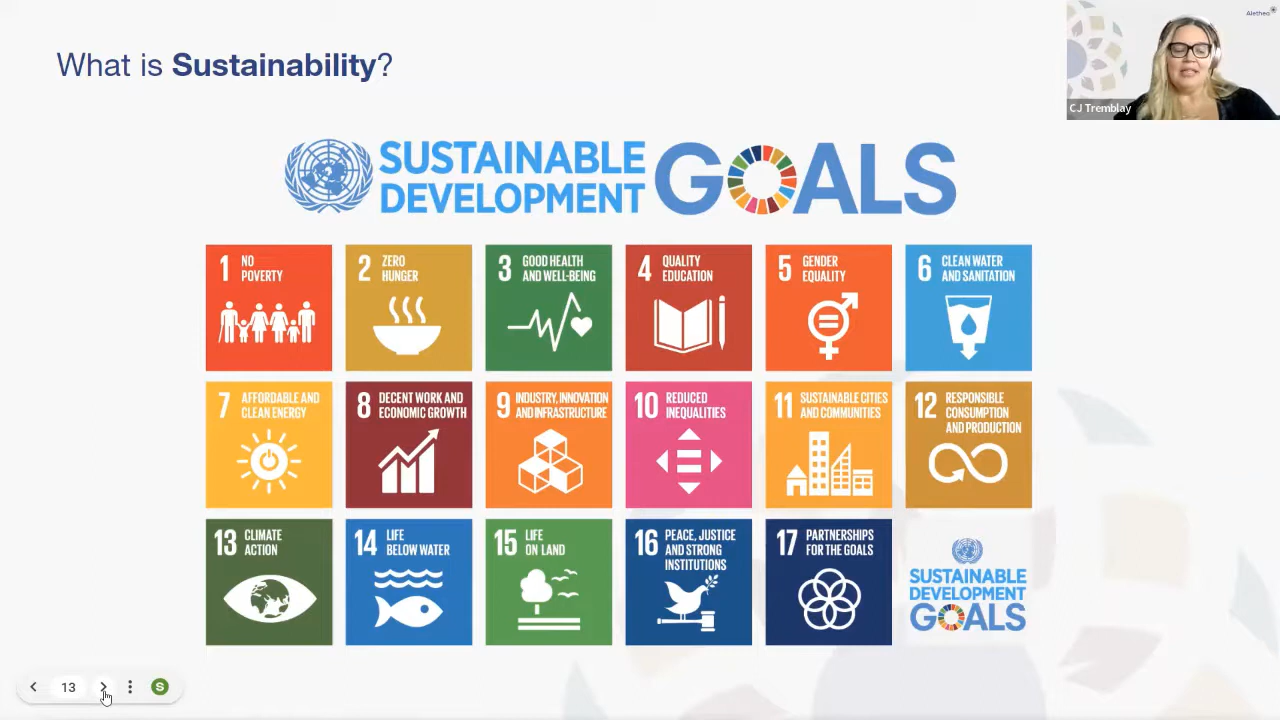 What is Sustainability?
Aletheo
CJ Tremblay
SUSTAINABLE
DEVELOPMENT
GOALS
1 NO
POVERTY
2 ZERO
HUNGER
3 GOOD HEALTH
AND WELL-BEING
4 QUALITY
EDUCATION
5 GENDER
EQUALITY
6 CLEAN WATER
AND SANITATION
7 AFFORDABLE AND
CLEAN ENERGY
8 DECENT WORK AND
ECONOMIC GROWTH
9 INDUSTRY, INNOVATION
AND INFRASTRUCTURE
10 REDUCED
INEQUALITIES
11 SUSTAINABLE CITIES
AND COMMUNITIES
12 RESPONSIBLE
CONSUMPTION
AND PRODUCTION
13 CLIMATE
ACTION
14 LIFE
BELOW WATER
15 LIFE
ON LAND
16 PEACE, JUSTICE
AND STRONG
INSTITUTIONS
17 PARTNERSHIPS
FOR THE GOALS
SUSTAINABLE
DEVELOPMENT
GOALS
13
S